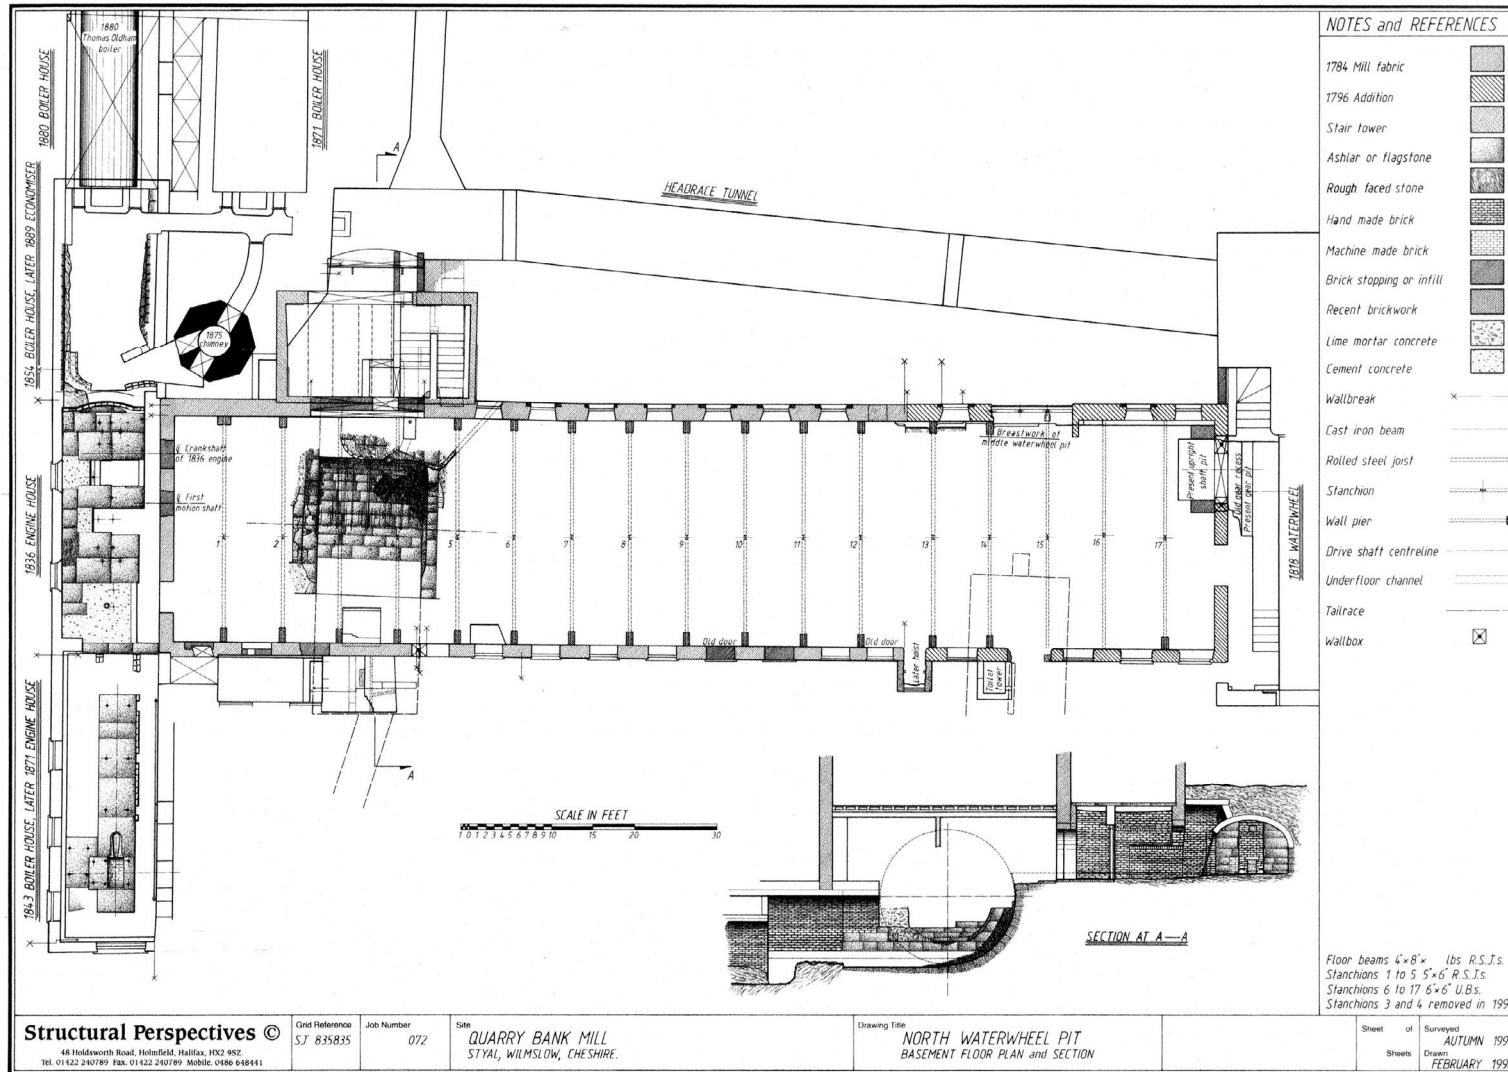 1880
Thomas Oldham
boiler
1880 BOILER HOUSE
1871 BOILER HOUSE
A
HEADRACE TUNNEL
1854 BOILER HOUSE, LATER 1889 ECONOMISER
1875
chimney
Crankshaft
of 1836 engine
First
motion shaft
Breastwork of
middle waterwheel pit
Present upright
shaft pit
Old gear recess
Present gear pit
1836 ENGINE HOUSE
1818 WATERWHEEL
1 2 3 4 5 6 7 8 9 10 11 12 13 14 15 16 17
Old door
Old door
Later hoist
Toilet
tower
1843 BOILER HOUSE, LATER 1871 ENGINE HOUSE
A
SCALE IN FEET
1 0 1 2 3 4 5 6 7 8 9 10 15 20 30
SECTION AT A—A
NOTES and REFERENCES
1784 Mill fabric
1796 Addition
Stair tower
Ashlar or flagstone
Rough faced stone
Hand made brick
Machine made brick
Brick stopping or infill
Recent brickwork
Lime mortar concrete
Cement concrete
Wallbreak
Cast iron beam
Rolled steel joist
Stanchion
Wall pier
Drive shaft centreline
Underfloor channel
Tailrace
Wallbox
Floor beams 4"×8"× lbs R.S.J.s.
Stanchions 1 to 5 5"×6" R.S.J.s.
Stanchions 6 to 17 6"×6" U.B.s.
Stanchions 3 and 4 removed in 199
Structural Perspectives ©
48 Holdsworth Road, Holmfield, Halifax, HX2 9SZ.
Tel. 01422 240789 Fax. 01422 240789 Mobile. 0486 648441
Grid Reference
SJ 835835
Job Number
072
Site
QUARRY BANK MILL
STYAL, WILMSLOW, CHESHIRE.
Drawing Title
NORTH WATERWHEEL PIT
BASEMENT FLOOR PLAN and SECTION
Sheet of
Sheets
Surveyed
AUTUMN 199
Drawn
FEBRUARY 199